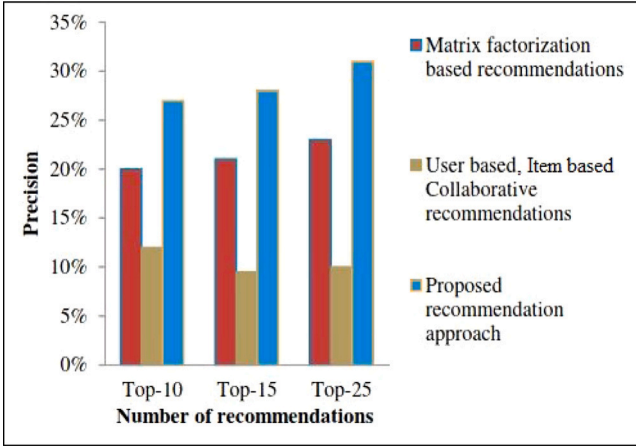 35%
30%
25%
20%
15%
10%
5%
0%
Precision
Top-10 Top-15 Top-25
Number of recommendations
Matrix factorization
based recommendations
User based, Item based
Collaborative
recommendations
Proposed
recommendation
approach